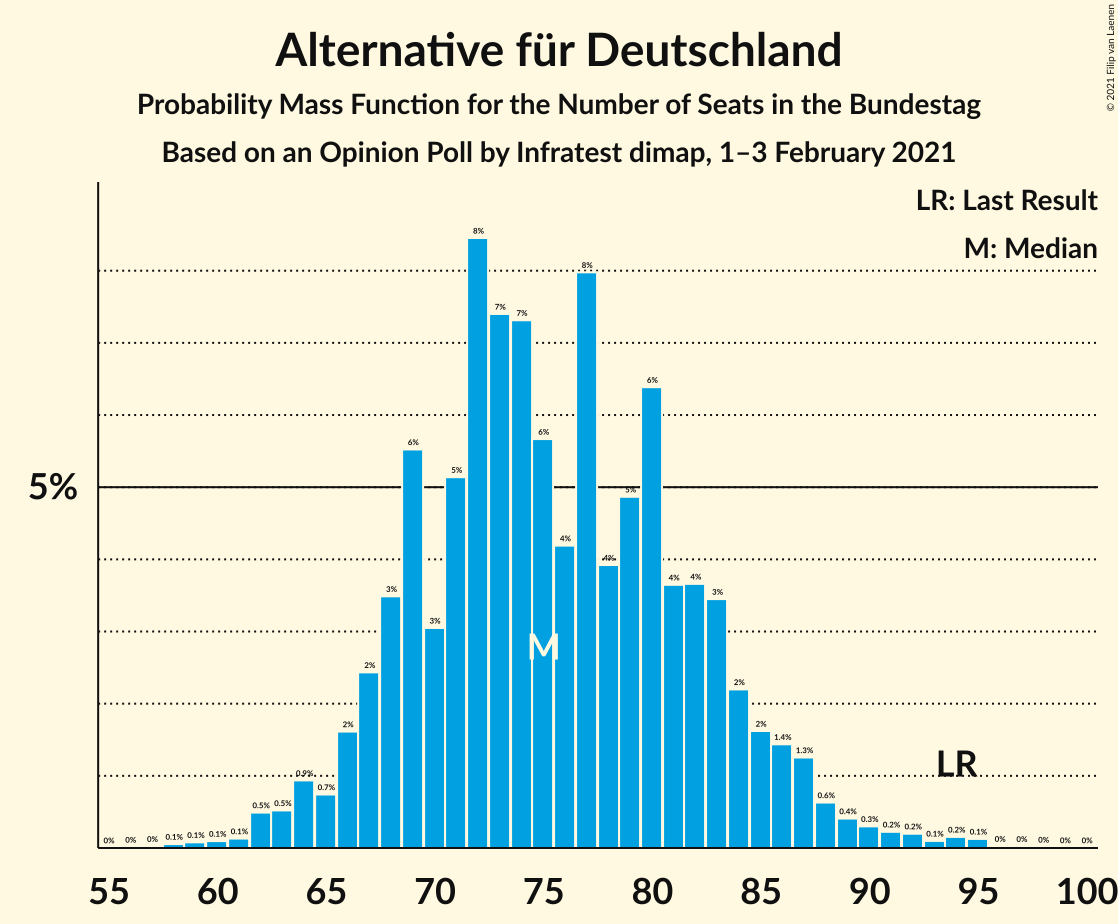 Alternative für Deutschland
Probability Mass Function for the Number of Seats in the Bundestag
Based on an Opinion Poll by Infratest dimap, 1–3 February 2021
© 2021 Filip van Laenen
LR: Last Result
M: Median
5%
0% 0% 0% 0.1% 0.1% 0.1% 0.1% 0.5% 0.5% 0.9% 0.7% 2% 2% 3% 6% 3% 5% 8% 7% 7% 6% 4% 8% 4% 5% 6% 4% 4% 3% 2% 2% 1.4% 1.3% 0.6% 0.4% 0.3% 0.2% 0.2% 0.1% 0.2% 0.1% 0% 0% 0% 0% 0%
M
LR
55 60 65 70 75 80 85 90 95 100